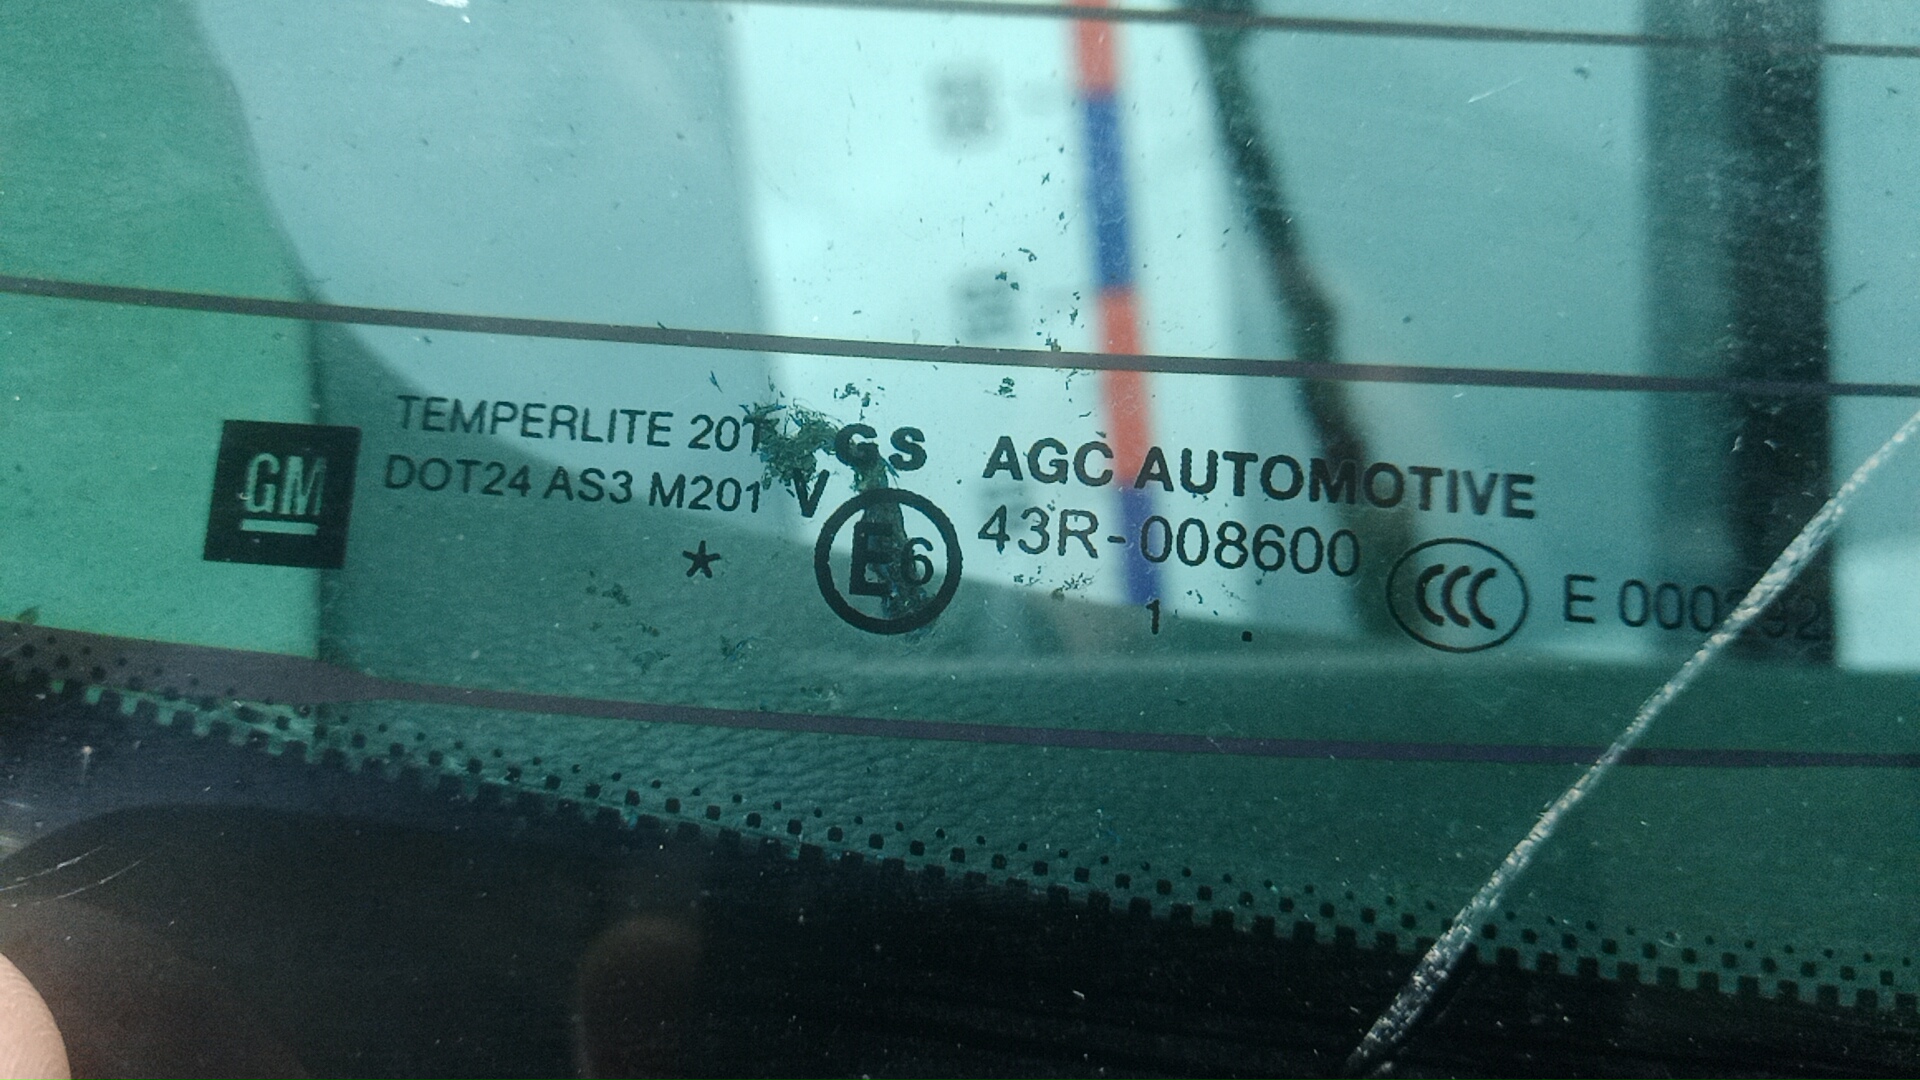 GM
TEMPERLITE 20T GS AGC AUTOMOTIVE
DOT24 AS3 M201 V E6 43R-008600
* 1 . CCC E